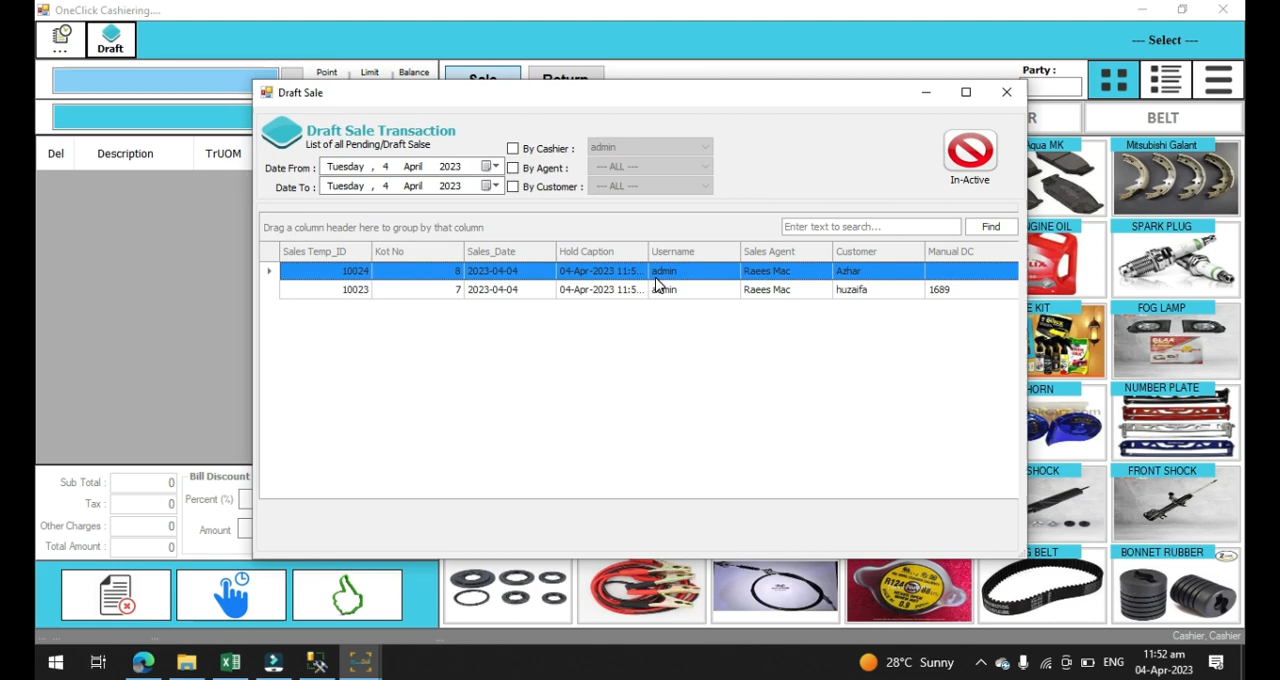 OneClick Cashiering....
...
Draft
--- Select ---
Point Limit Balance
Sale Return
Party :
BELT
Draft Sale
Draft Sale Transaction
List of all Pending/Draft Salse
Date From : Tuesday , 4 April 2023
Date To : Tuesday , 4 April 2023
By Cashier : admin
By Agent : --- ALL ---
By Customer : --- ALL ---
In-Active
Drag a column header here to group by that column
Enter text to search...
Find
Sales Temp_ID Kot No Sales_Date Hold Caption Username Sales Agent Customer Manual DC
10024 8 2023-04-04 04-Apr-2023 11:5... admin Raees Mac Azhar
10023 7 2023-04-04 04-Apr-2023 11:5... admin Raees Mac huzaifa 1689
Del Description TrUOM
Aqua MK
Mitsubishi Galant
NGINE OIL
SPARK PLUG
E KIT
FOG LAMP
HORN
NUMBER PLATE
SHOCK
FRONT SHOCK
G BELT
BONNET RUBBER
Sub Total : 0
Tax : 0
Other Charges : 0
Total Amount : 0
Bill Discount
Percent (%)
Amount
R124
0.9
Cashier, Cashier
28°C Sunny
ENG
11:52 am
04-Apr-2023